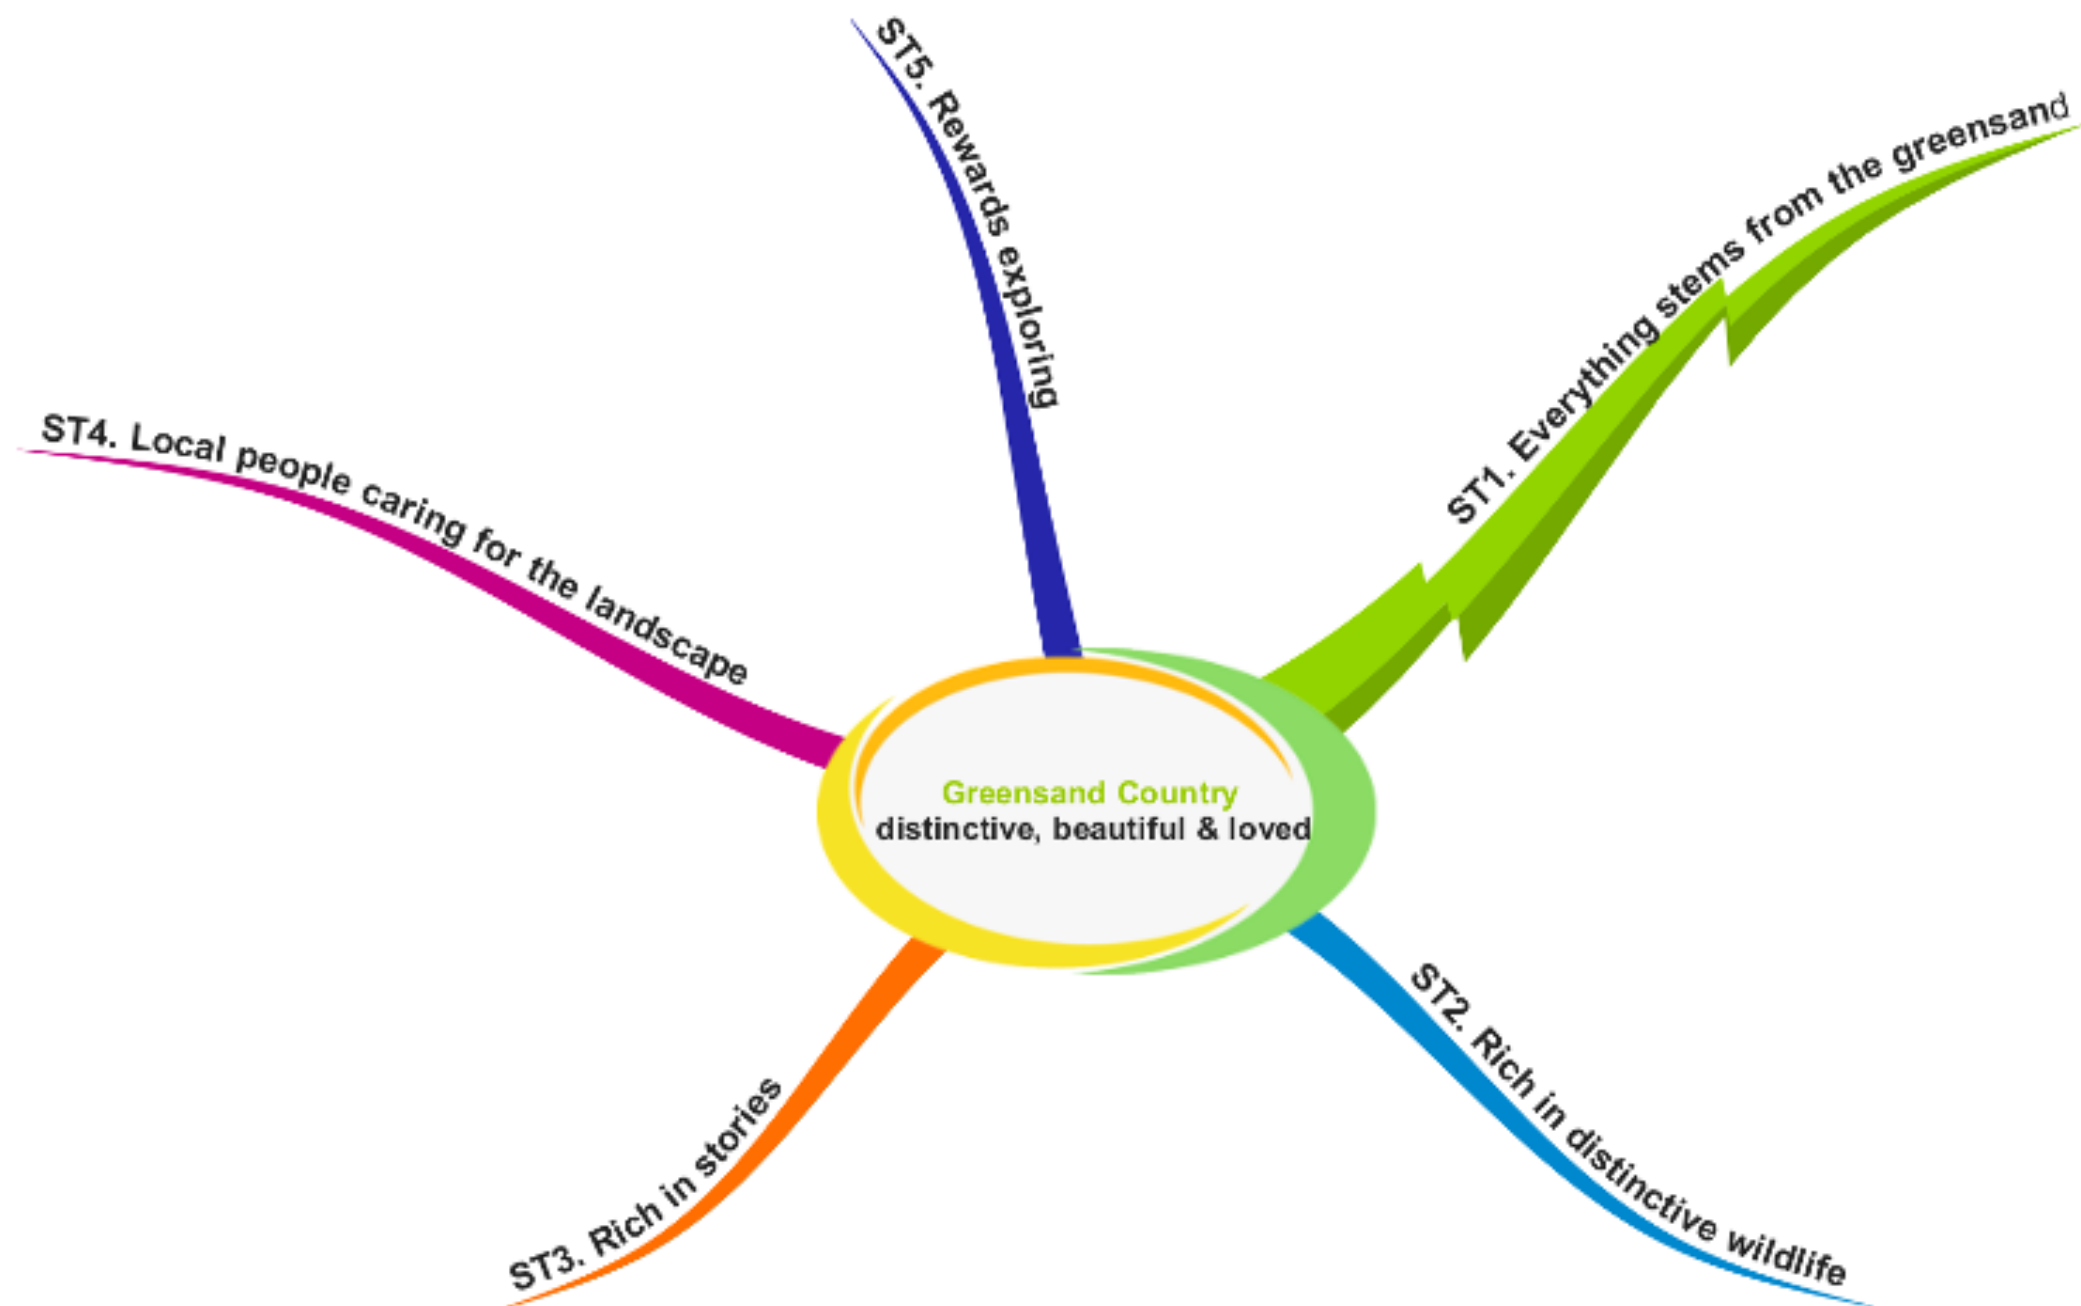 Greensand Country
distinctive, beautiful & loved
ST1. Everything stems from the greensand
ST2. Rich in distinctive wildlife
ST3. Rich in stories
ST4. Local people caring for the landscape
ST5. Rewards exploring